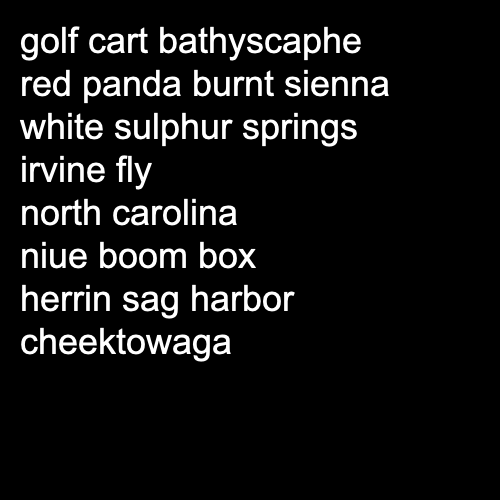 golf cart bathyscaphe
red panda burnt sienna
white sulphur springs
irvine fly
north carolina
niue boom box
herrin sag harbor
cheektowaga